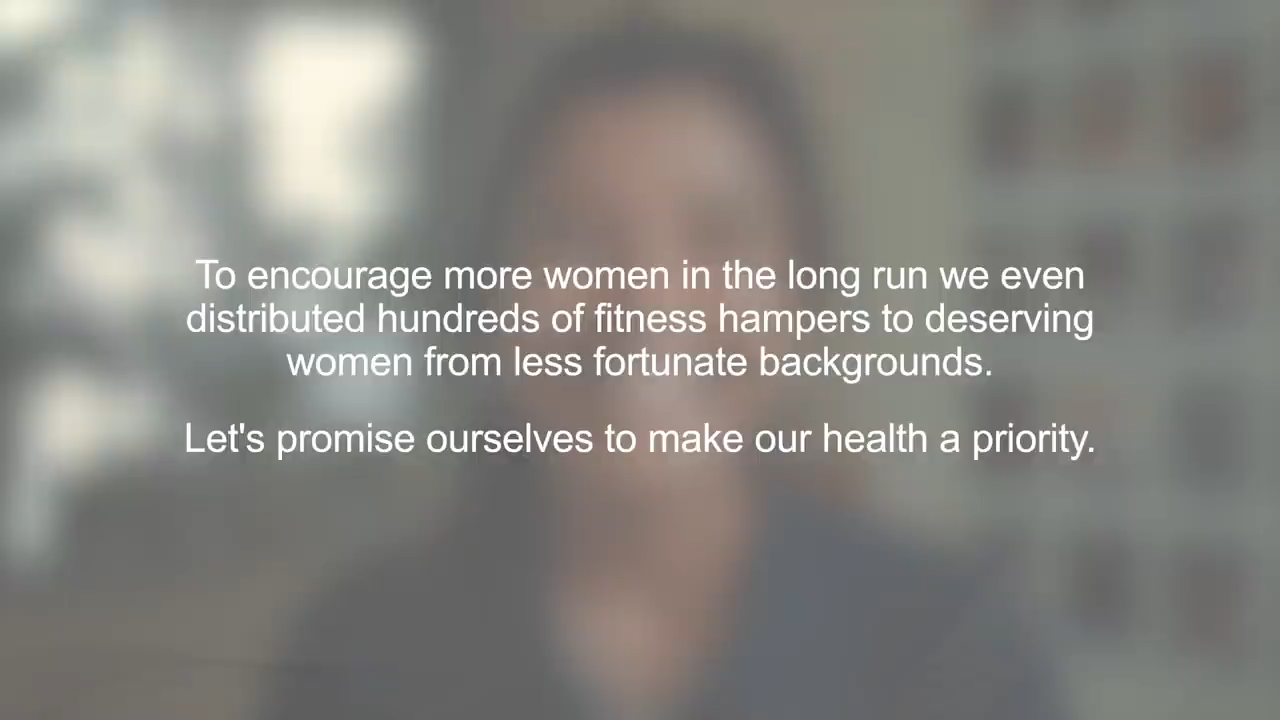 To encourage more women in the long run we even
distributed hundreds of fitness hampers to deserving
women from less fortunate backgrounds.
Let's promise ourselves to make our health a priority.